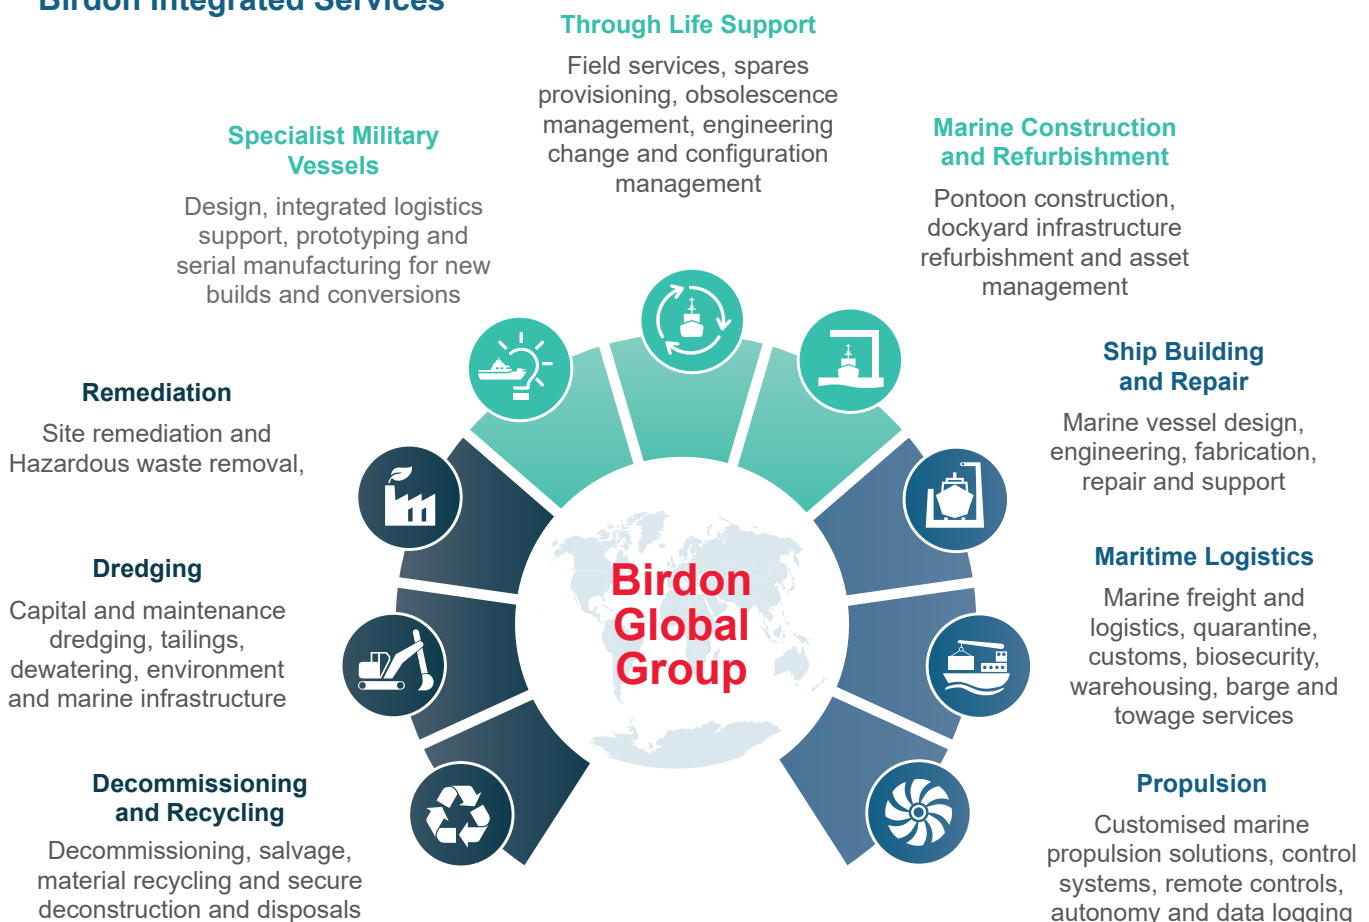 Birdon Integrated Services
Through Life Support
Field services, spares
provisioning, obsolescence
management, engineering
change and configuration
management
Specialist Military
Vessels
Design, integrated logistics
support, prototyping and
serial manufacturing for new
builds and conversions
Marine Construction
and Refurbishment
Pontoon construction,
dockyard infrastructure
refurbishment and asset
management
Remediation
Site remediation and
Hazardous waste removal,
Ship Building
and Repair
Marine vessel design,
engineering, fabrication,
repair and support
Dredging
Capital and maintenance
dredging, tailings,
dewatering, environment
and marine infrastructure
Birdon
Global
Group
Maritime Logistics
Marine freight and
logistics, quarantine,
customs, biosecurity,
warehousing, barge and
towage services
Decommissioning
and Recycling
Decommissioning, salvage,
material recycling and secure
deconstruction and disposals
Propulsion
Customised marine
propulsion solutions, control
systems, remote controls,
autonomy and data logging